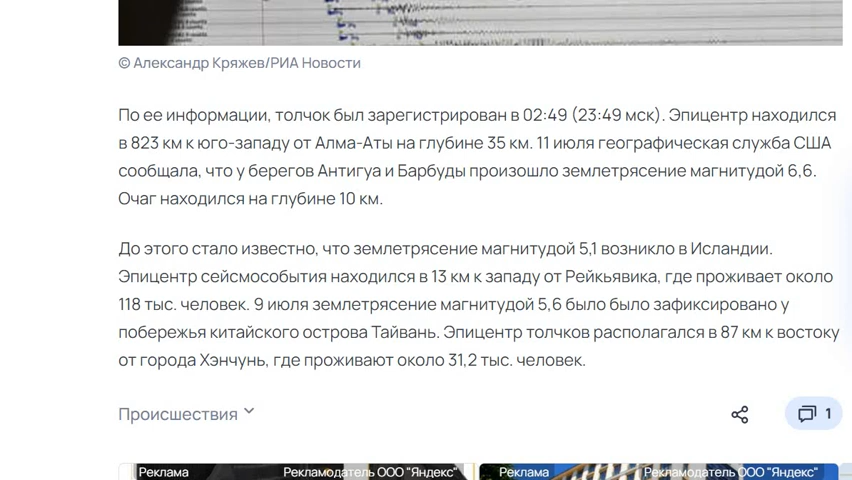 © Александр Кряжев/РИА Новости
По ее информации, толчок был зарегистрирован в 02:49 (23:49 мск). Эпицентр находился
в 823 км к юго-западу от Алма-Аты на глубине 35 км. 11 июля географическая служба США
сообщала, что у берегов Антигуа и Барбуды произошло землетрясение магнитудой 6,6.
Очаг находился на глубине 10 км.
До этого стало известно, что землетрясение магнитудой 5,1 возникло в Исландии.
Эпицентр сейсмособытия находился в 13 км к западу от Рейкьявика, где проживает около
118 тыс. человек. 9 июля землетрясение магнитудой 5,6 было было зафиксировано у
побережья китайского острова Тайвань. Эпицентр толчков располагался в 87 км к востоку
от города Хэнчунь, где проживают около 31,2 тыс. человек.
Происшествия
1
Реклама Рекламодатель ООО "Яндекс"
Реклама Рекламодатель ООО "Яндекс"